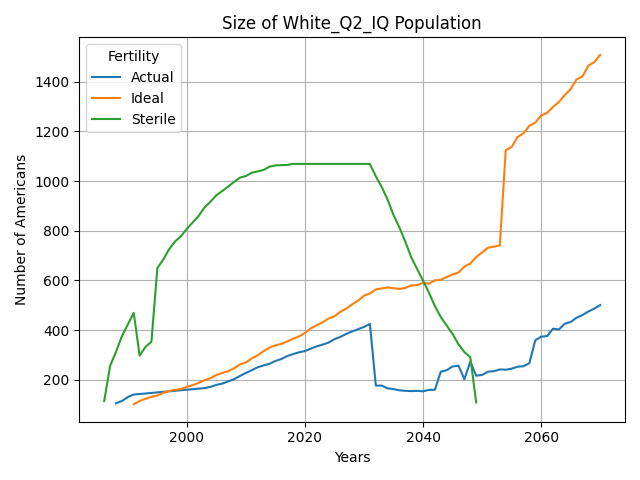 Size of White_Q2_IQ Population
Fertility
Actual
Ideal
Sterile
Number of Americans
1400
1200
1000
800
600
400
200
2000
2020
2040
2060
Years